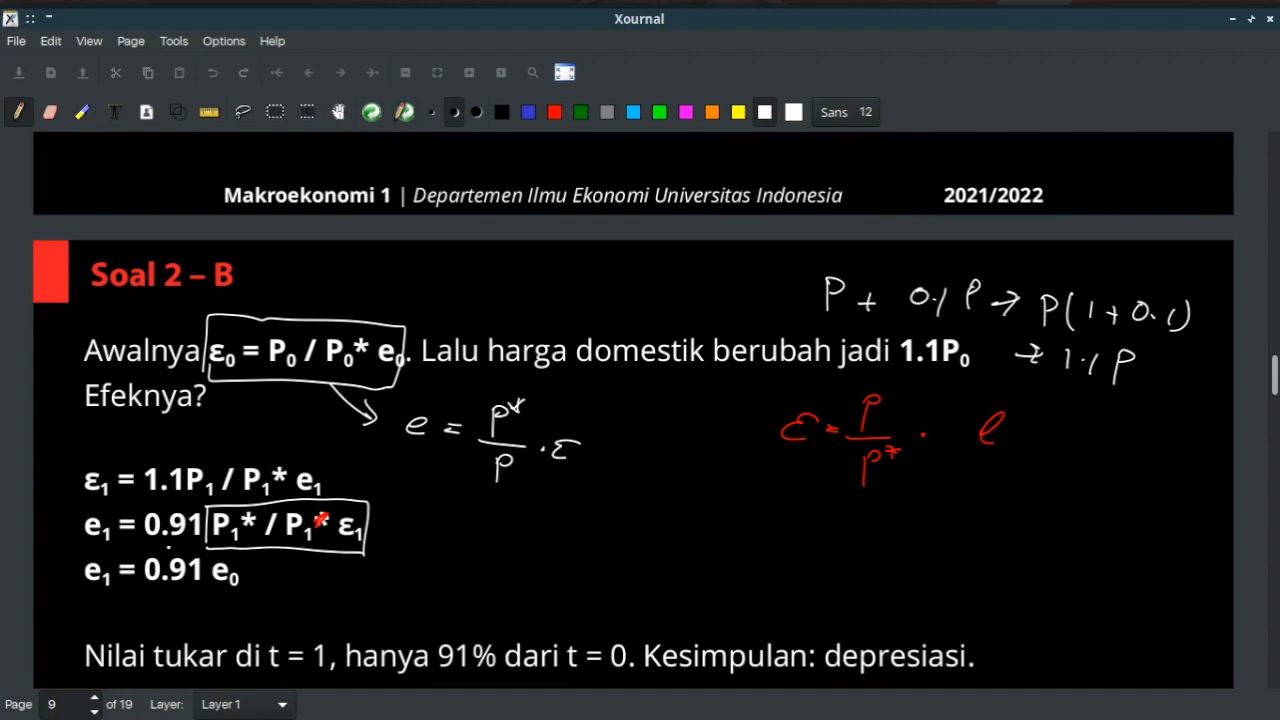 Xournal
File Edit View Page Tools Options Help
Sans 12
Makroekonomi 1 | Departemen Ilmu Ekonomi Universitas Indonesia 2021/2022
Soal 2 – B
P + 0.1 P → P(1 + 0.1)
Awalnya ε₀ = P₀ / P₀* e₀. Lalu harga domestik berubah jadi 1.1P₀
→ 1.1 P
Efeknya?
e = P*/P · ε
ε = P/P* · e
ε₁ = 1.1P₁ / P₁* e₁
e₁ = 0.91 P₁* / P₁* ε₁
e₁ = 0.91 e₀
Nilai tukar di t = 1, hanya 91% dari t = 0. Kesimpulan: depresiasi.
Page 9 of 19 Layer: Layer 1